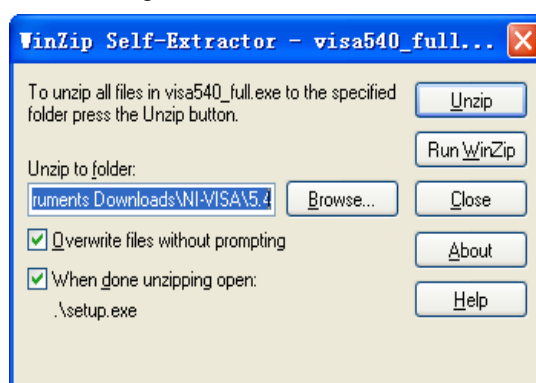 WinZip Self-Extractor - visa540_full...
To unzip all files in visa540_full.exe to the specified
folder press the Unzip button.
Unzip
Run WinZip
Unzip to folder:
ruments Downloads\NI-VISA\5.4
Browse...
Close
Overwrite files without prompting
About
When done unzipping open:
.\setup.exe
Help